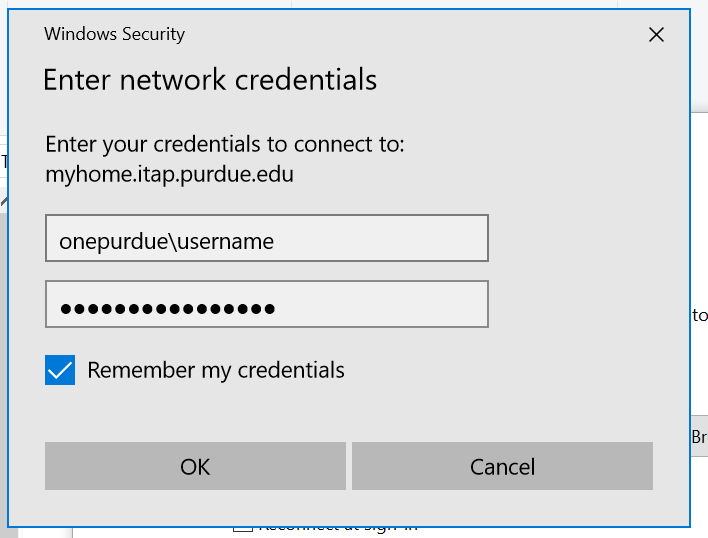 Windows Security
Enter network credentials
Enter your credentials to connect to:
myhome.itap.purdue.edu
onepurdue\username
●●●●●●●●●●●●●●●●
Remember my credentials
to
Br
OK
Cancel
Reconnect at sign-in